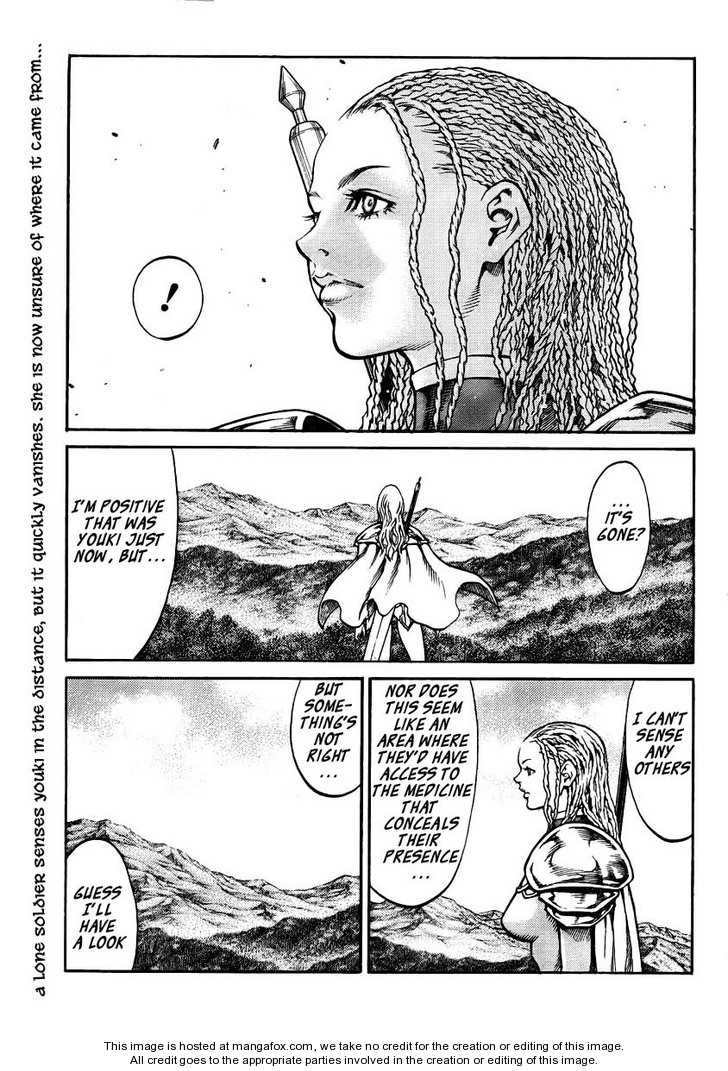 a lone soldier senses youki in the distance, but it quickly vanishes. she is now unsure of where it came from...
!
...
IT'S
GONE?
I'M POSITIVE
THAT WAS
YOUKI JUST
NOW, BUT...
I CAN'T
SENSE
ANY
OTHERS
NOR DOES
THIS SEEM
LIKE AN
AREA WHERE
THEY'D HAVE
ACCESS TO
THE MEDICINE
THAT
CONCEALS
THEIR
PRESENCE
...
BUT
SOME-
THING'S
NOT
RIGHT
...
GUESS
I'LL
HAVE
A LOOK
This image is hosted at mangafox.com, we take no credit for the creation or editing of this image.
All credit goes to the appropriate parties involved in the creation or editing of this image.